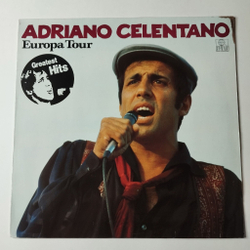 ADRIANO CELENTANO
Europa Tour
Greatest
Hits